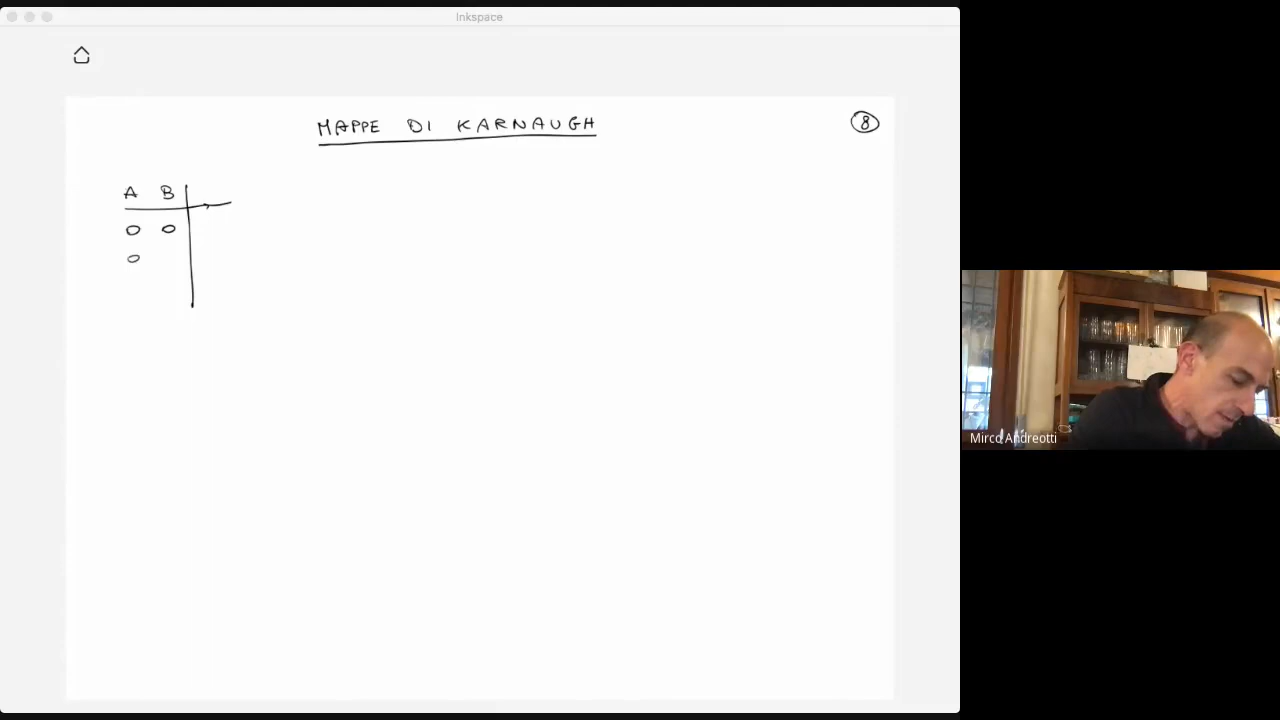 Inkspace
MAPPE DI KARNAUGH
8
A B
0 0
0
Mirco Andreotti